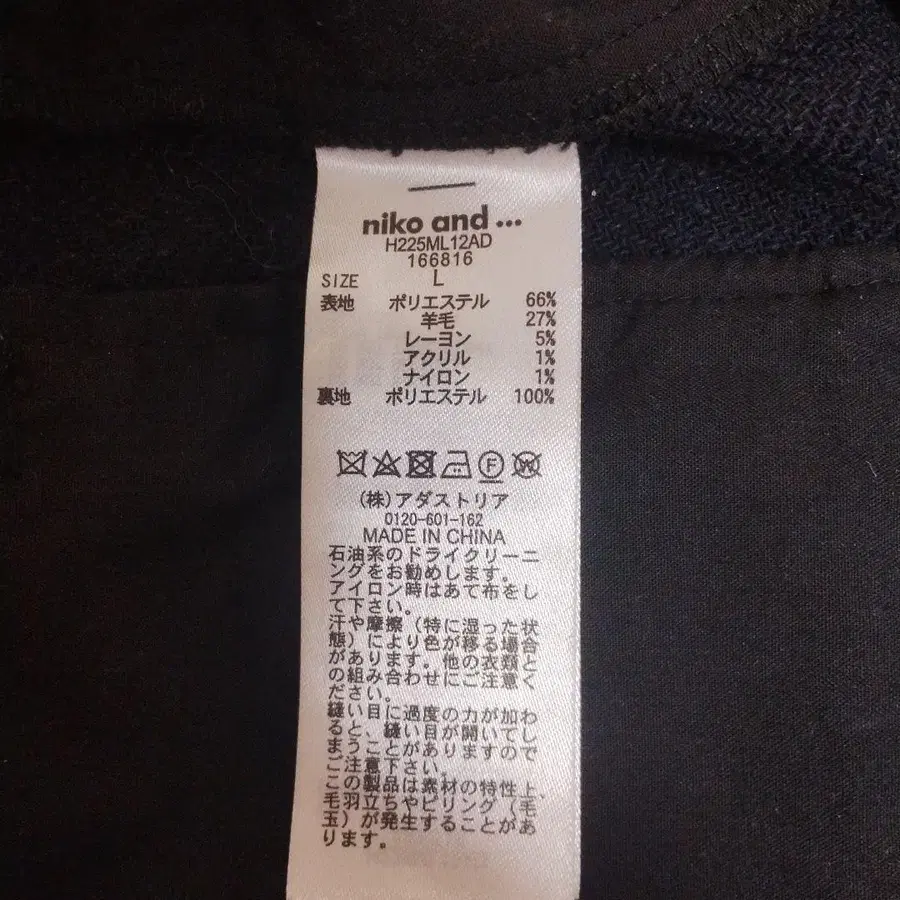 niko and ...
H225ML12AD
166816
SIZE L
表地 ポリエステル 66%
羊毛 27%
レーヨン 5%
アクリル 1%
ナイロン 1%
裏地 ポリエステル 100%
F W
(株)アダストリア
0120-601-162
MADE IN CHINA
石油系のドライクリーニ
ングをお勧めします。
アイロン時はあて布をし
て下さい。
汗や摩擦(特に湿った状
態)により色が移る場合
があります。他の衣類と
の組み合わせにご注意く
ださい。
縫い目に過度の力が加わ
ると、縫い目が開いてし
まうことがありますので
ご注意下さい。
この製品は素材の特性上、
毛羽立ちやピリング(毛
玉)が発生することがあ
ります。